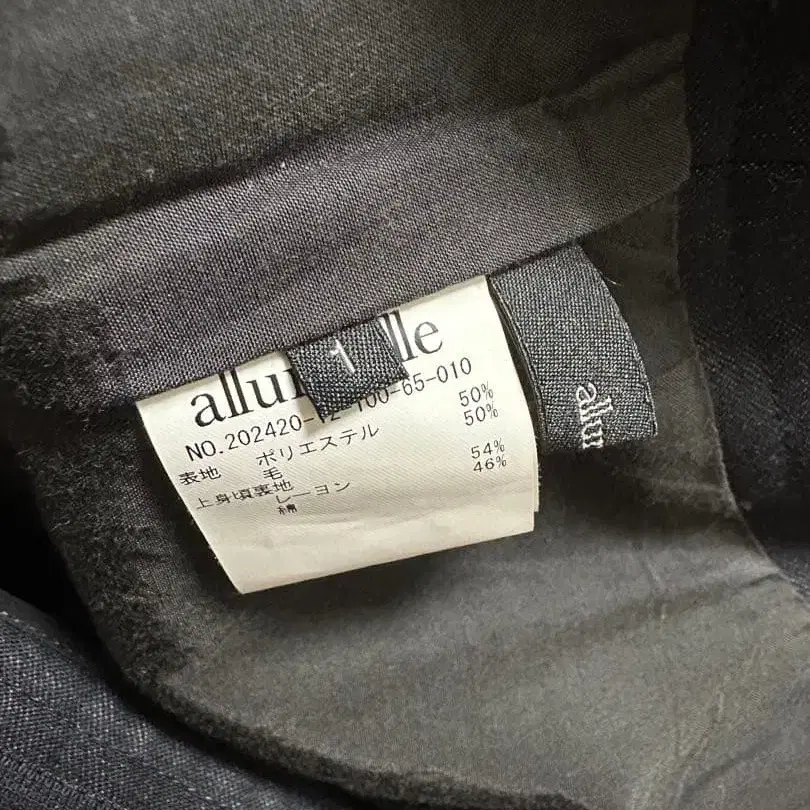 allu lle
1
NO.202420-12-100-65-010
表地 ポリエステル 50%
毛 50%
上身頃裏地 レーヨン 54%
綿 46%
allu